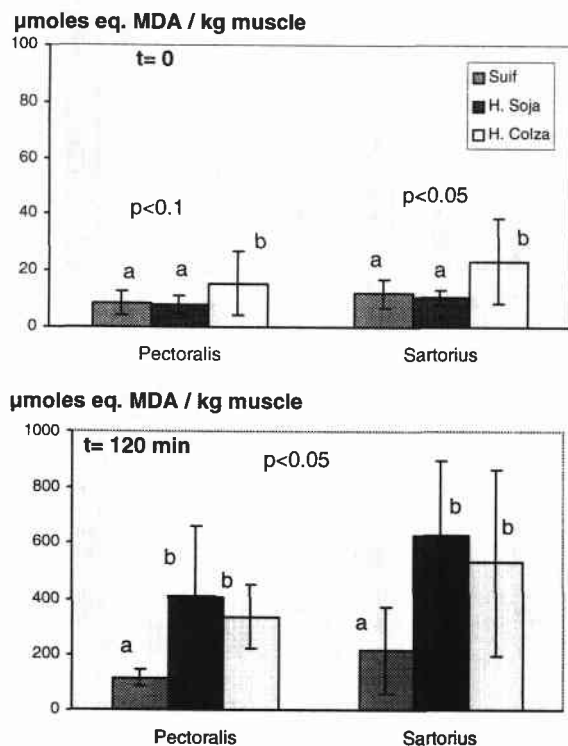 µmoles eq. MDA / kg muscle
t= 0
100
80
60
40
20
0
Suif
H. Soja
H. Colza
p<0.1
p<0.05
a
a
b
a
a
b
Pectoralis
Sartorius
µmoles eq. MDA / kg muscle
t= 120 min
p<0.05
1000
800
600
400
200
0
a
b
b
a
b
b
Pectoralis
Sartorius